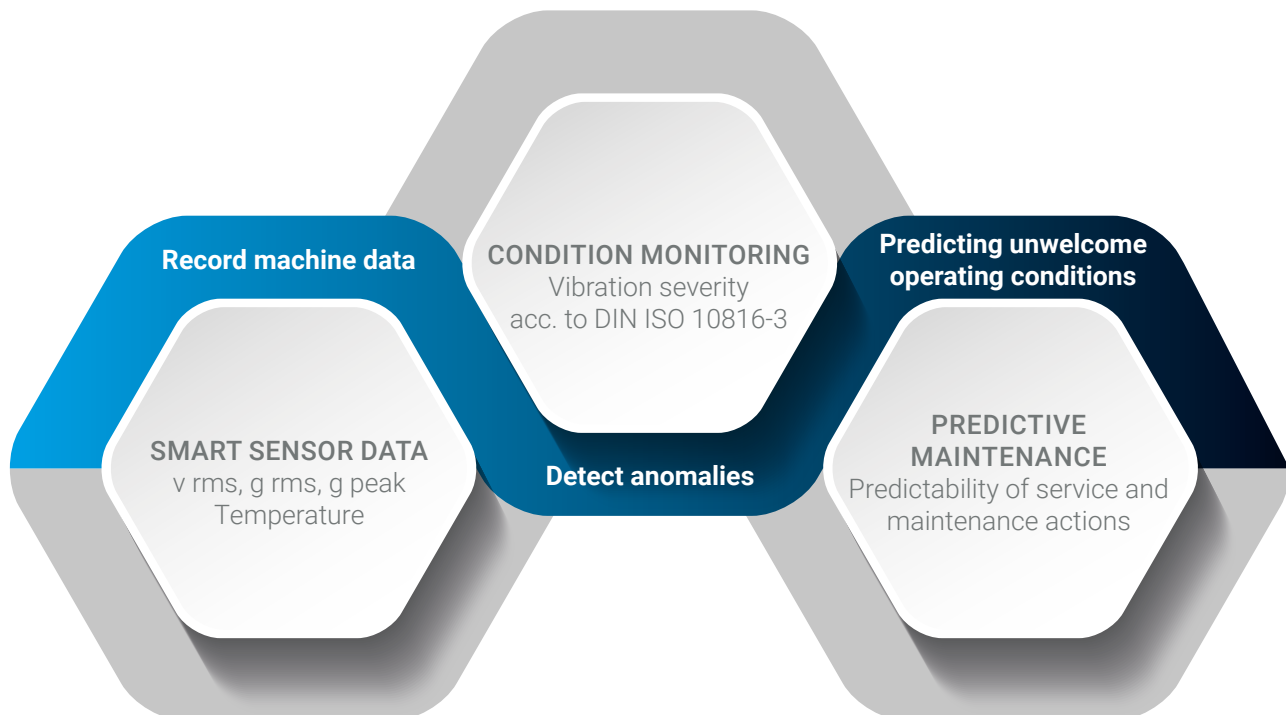 Record machine data
SMART SENSOR DATA
v rms, g rms, g peak
Temperature
CONDITION MONITORING
Vibration severity
acc. to DIN ISO 10816-3
Detect anomalies
Predicting unwelcome
operating conditions
PREDICTIVE
MAINTENANCE
Predictability of service and
maintenance actions